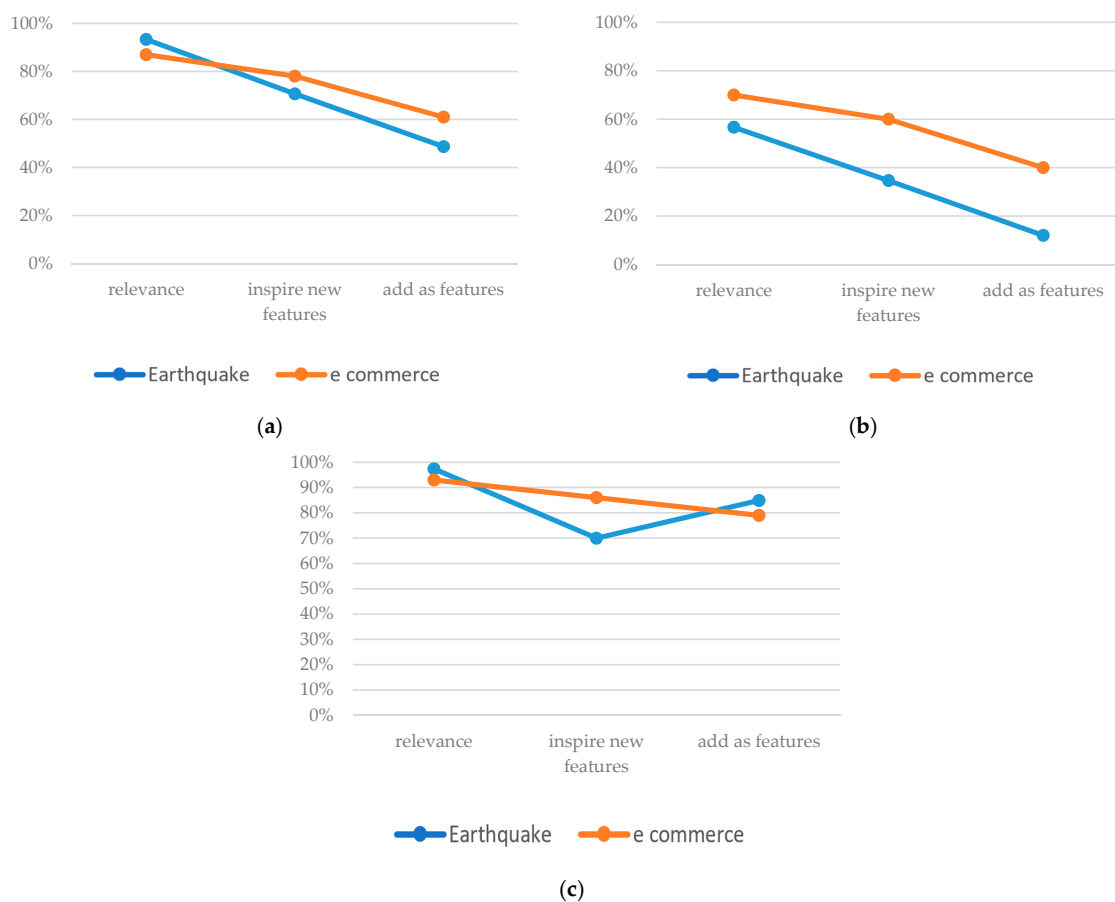 100%
80%
60%
40%
20%
0%
relevance
inspire new
features
add as features
Earthquake
e commerce
(a)
100%
80%
60%
40%
20%
0%
relevance
inspire new
features
add as features
Earthquake
e commerce
(b)
100%
90%
80%
70%
60%
50%
40%
30%
20%
10%
0%
relevance
inspire new
features
add as features
Earthquake
e commerce
(c)